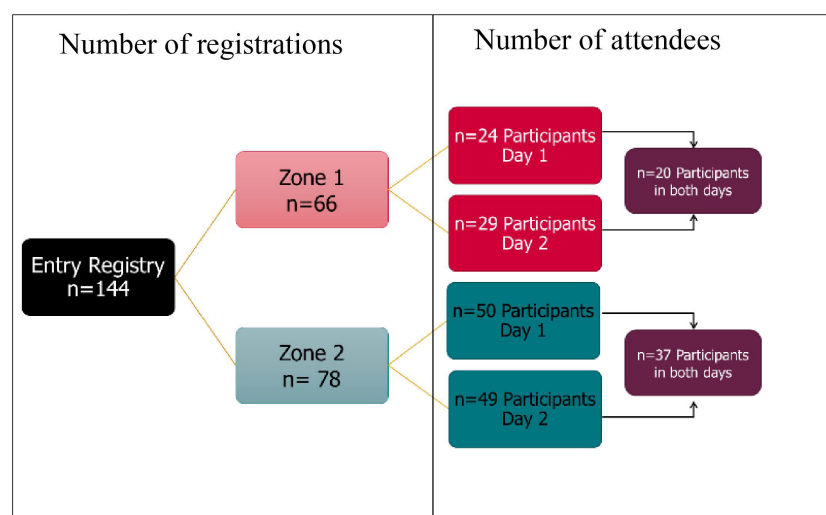 Number of registrations
Number of attendees
Entry Registry
n=144
Zone 1
n=66
Zone 2
n= 78
n=24 Participants
Day 1
n=29 Participants
Day 2
n=20 Participants
in both days
n=50 Participants
Day 1
n=49 Participants
Day 2
n=37 Participants
in both days